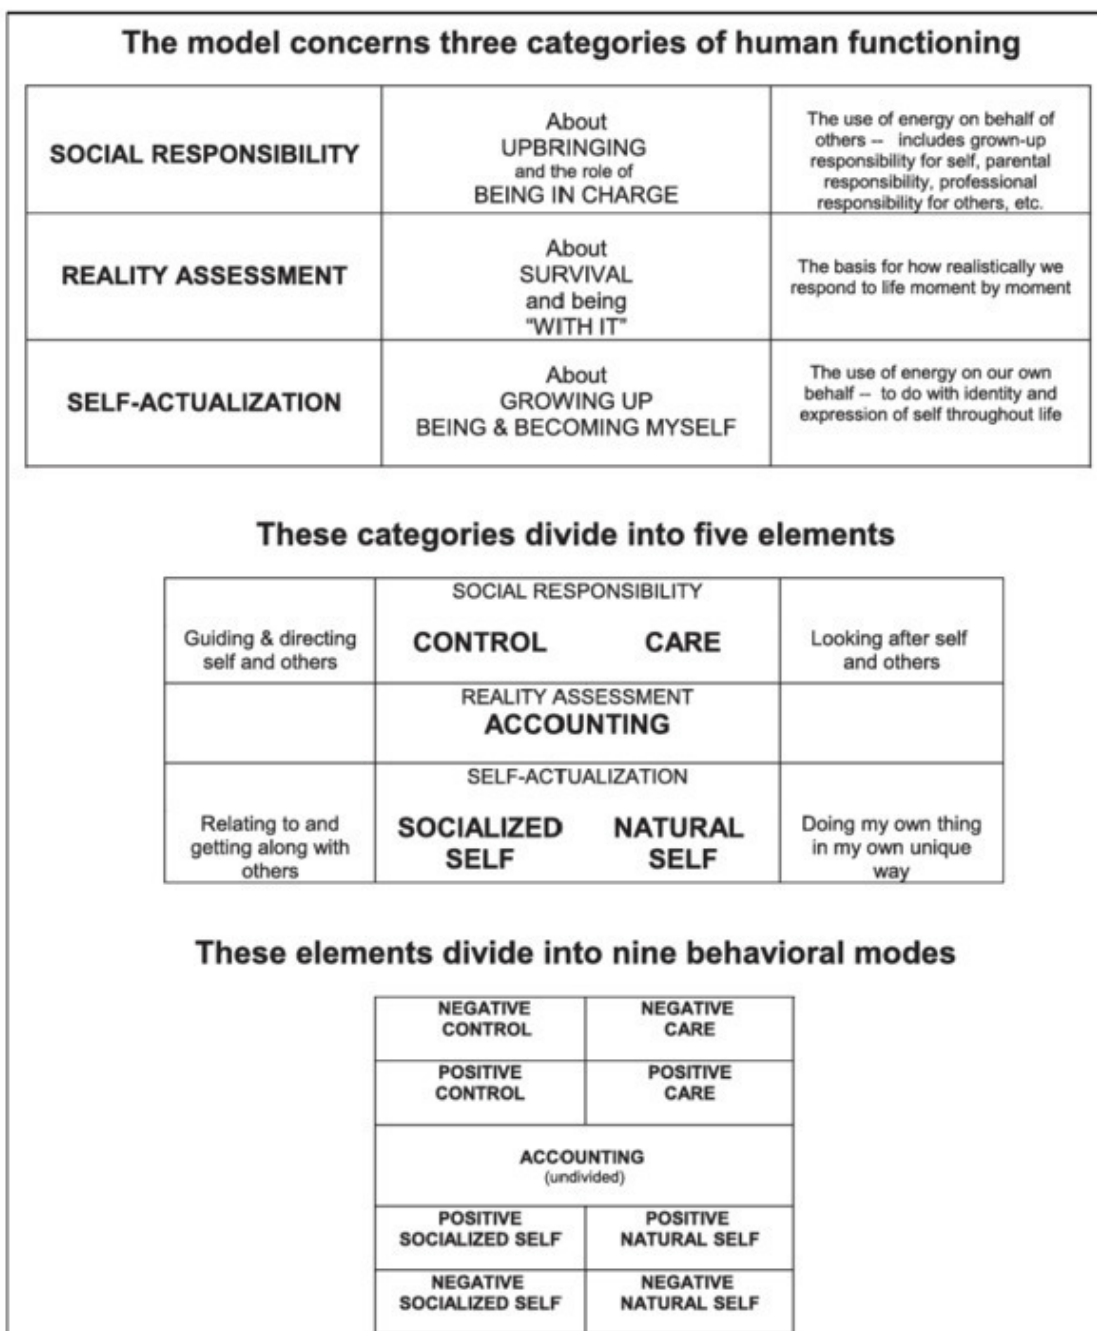 The model concerns three categories of human functioning
SOCIAL RESPONSIBILITY
About
UPBRINGING
and the role of
BEING IN CHARGE
The use of energy on behalf of
others -- includes grown-up
responsibility for self, parental
responsibility, professional
responsibility for others, etc.
REALITY ASSESSMENT
About
SURVIVAL
and being
"WITH IT"
The basis for how realistically we
respond to life moment by moment
SELF-ACTUALIZATION
About
GROWING UP
BEING & BECOMING MYSELF
The use of energy on our own
behalf -- to do with identity and
expression of self throughout life
These categories divide into five elements
SOCIAL RESPONSIBILITY
Guiding & directing
self and others
CONTROL CARE
Looking after self
and others
REALITY ASSESSMENT
ACCOUNTING
SELF-ACTUALIZATION
Relating to and
getting along with
others
SOCIALIZED
SELF
NATURAL
SELF
Doing my own thing
in my own unique
way
These elements divide into nine behavioral modes
NEGATIVE
CONTROL
NEGATIVE
CARE
POSITIVE
CONTROL
POSITIVE
CARE
ACCOUNTING
(undivided)
POSITIVE
SOCIALIZED SELF
POSITIVE
NATURAL SELF
NEGATIVE
SOCIALIZED SELF
NEGATIVE
NATURAL SELF